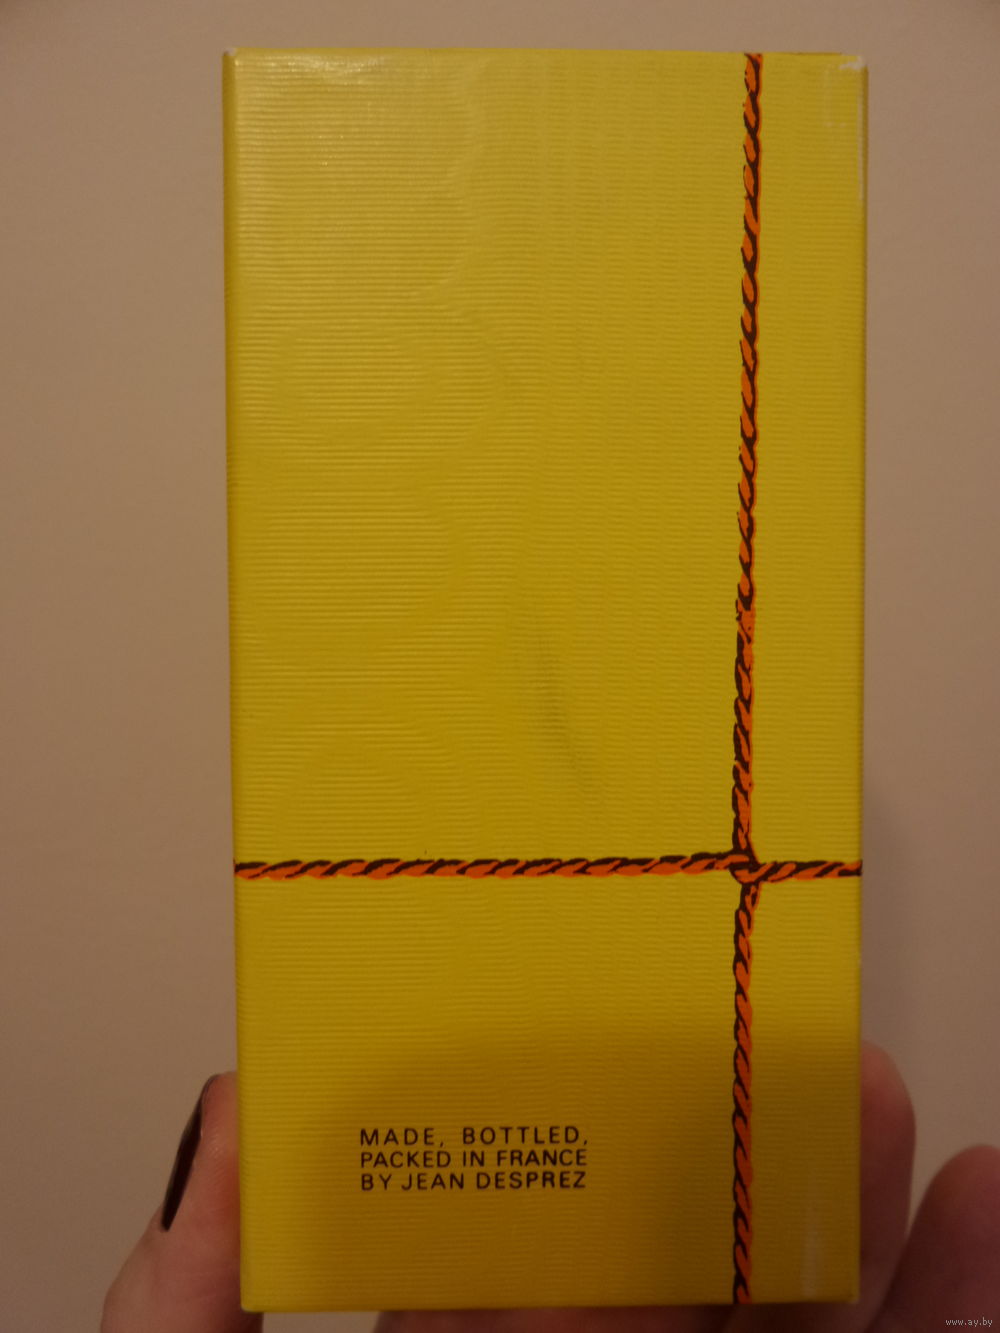 MADE, BOTTLED,
PACKED IN FRANCE
BY JEAN DESPREZ
www.ay.by